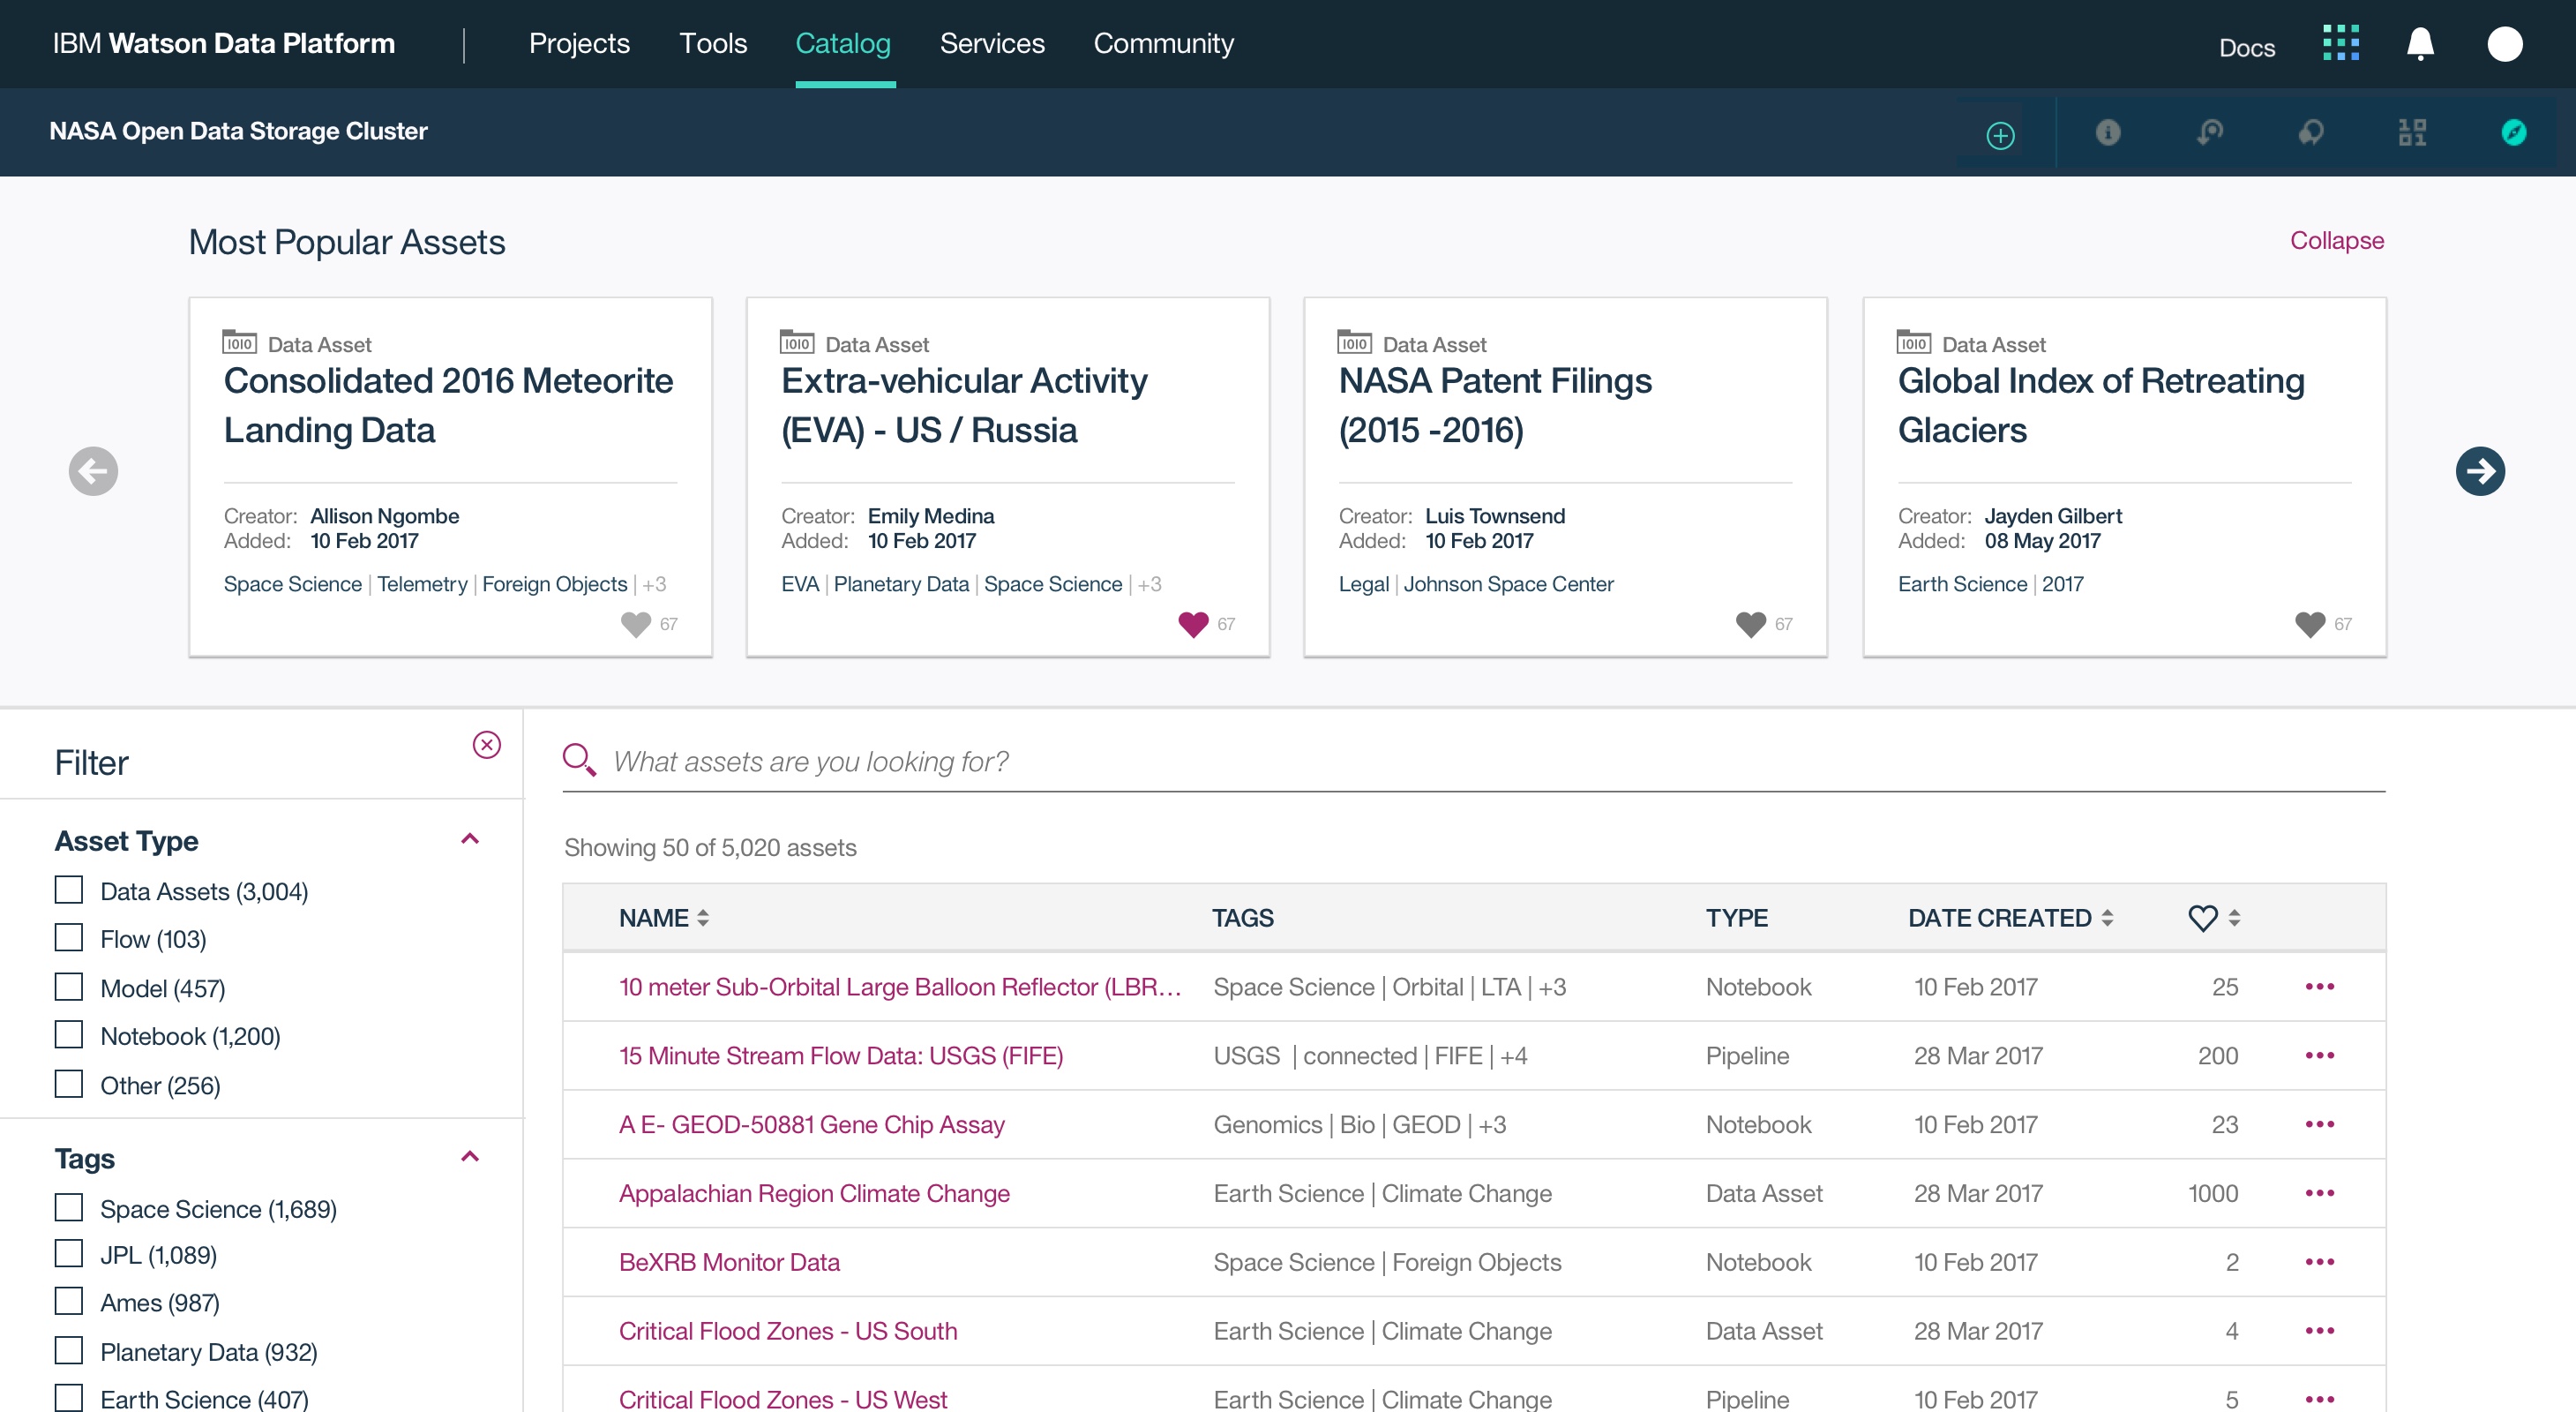 IBM Watson Data Platform
Projects
Tools
Catalog
Services
Community
Docs
NASA Open Data Storage Cluster
Most Popular Assets
Collapse
Data Asset
Consolidated 2016 Meteorite
Landing Data
Creator: Allison Ngombe
Added: 10 Feb 2017
Space Science | Telemetry | Foreign Objects | +3
67
Data Asset
Extra-vehicular Activity
(EVA) - US / Russia
Creator: Emily Medina
Added: 10 Feb 2017
EVA | Planetary Data | Space Science | +3
67
Data Asset
NASA Patent Filings
(2015 -2016)
Creator: Luis Townsend
Added: 10 Feb 2017
Legal | Johnson Space Center
67
Data Asset
Global Index of Retreating
Glaciers
Creator: Jayden Gilbert
Added: 08 May 2017
Earth Science | 2017
67
Filter
Asset Type
Data Assets (3,004)
Flow (103)
Model (457)
Notebook (1,200)
Other (256)
Tags
Space Science (1,689)
JPL (1,089)
Ames (987)
Planetary Data (932)
Earth Science (407)
What assets are you looking for?
Showing 50 of 5,020 assets
NAME TAGS TYPE DATE CREATED
10 meter Sub-Orbital Large Balloon Reflector (LBR... Space Science | Orbital | LTA | +3 Notebook 10 Feb 2017 25
15 Minute Stream Flow Data: USGS (FIFE) USGS | connected | FIFE | +4 Pipeline 28 Mar 2017 200
A E- GEOD-50881 Gene Chip Assay Genomics | Bio | GEOD | +3 Notebook 10 Feb 2017 23
Appalachian Region Climate Change Earth Science | Climate Change Data Asset 28 Mar 2017 1000
BeXRB Monitor Data Space Science | Foreign Objects Notebook 10 Feb 2017 2
Critical Flood Zones - US South Earth Science | Climate Change Data Asset 28 Mar 2017 4
Critical Flood Zones - US West Earth Science | Climate Change Pipeline 10 Feb 2017 5